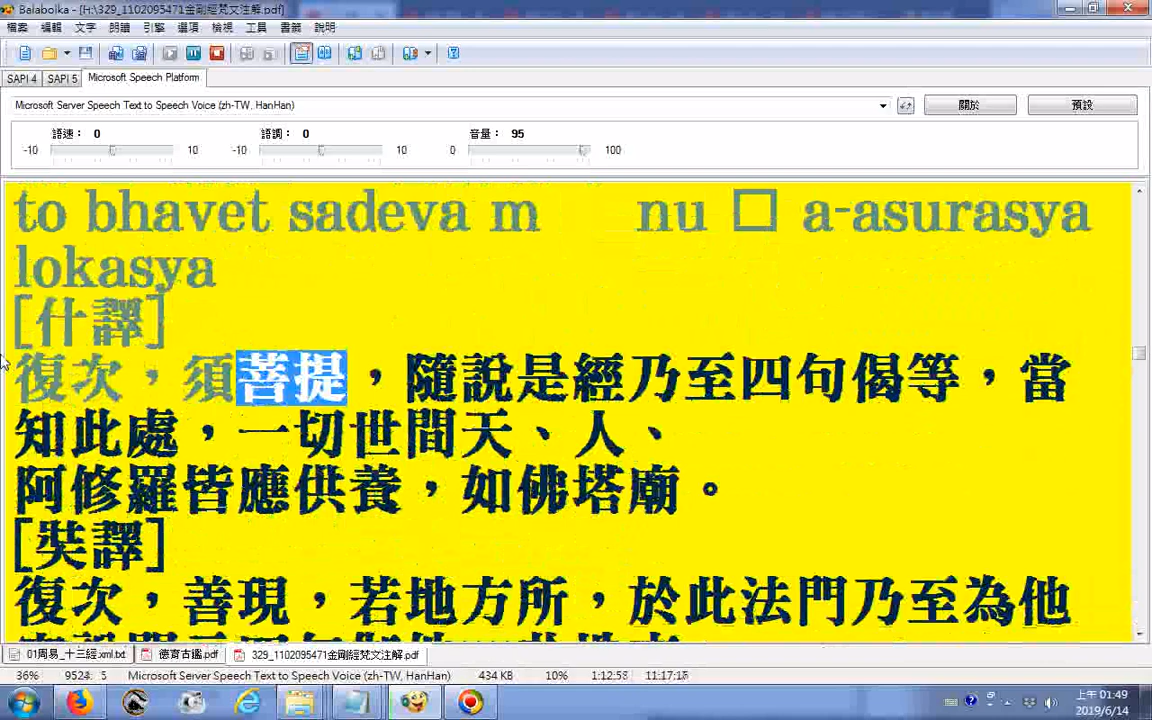 Balabolka - [H:\329_1102095471金剛經梵文注解.pdf]
檔案 編輯 文字 朗讀 引擎 選項 檢視 工具 書籤 說明
SAPI 4 SAPI 5 Microsoft Speech Platform
Microsoft Server Speech Text to Speech Voice (zh-TW, HanHan) 關於 預設
語速： 0 語調： 0 音量： 95
-10 10 -10 10 0 100
to bhavet sadeva m nu □ a-asurasya
lokasya
[什譯]
復次，須菩提，隨說是經乃至四句偈等，當
知此處，一切世間天、人、
阿修羅皆應供養，如佛塔廟。
[奘譯]
復次，善現，若地方所，於此法門乃至為他
01周易_十三經.xml.txt 德育古鑑.pdf 329_1102095471金剛經梵文注解.pdf
36% Microsoft Server Speech Text to Speech Voice (zh-TW, HanHan) 434 KB 10%
上午 01:49
2019/6/14